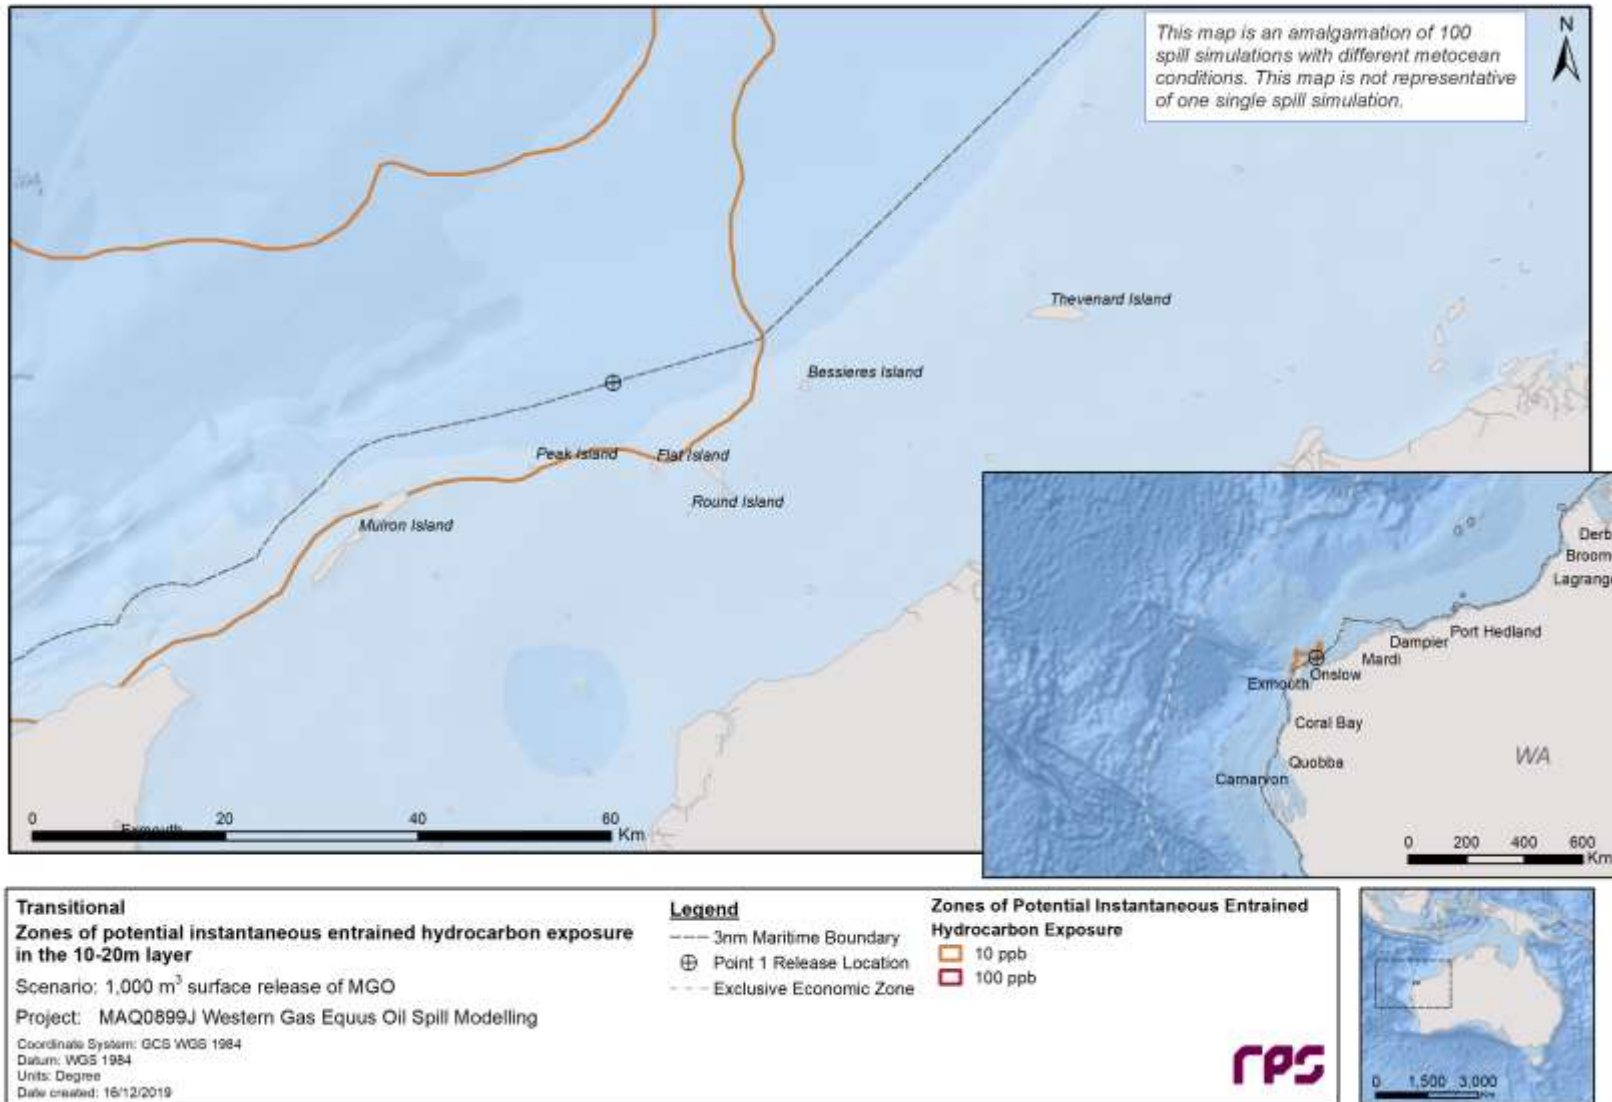 This map is an amalgamation of 100
spill simulations with different metocean
conditions. This map is not representative
of one single spill simulation.
N
Thevenard Island
Bessieres Island
Peak Island
Flat Island
Round Island
Muiron Island
Exmouth
0 20 40 60 Km
Derb
Broom
Lagrange
Port Hedland
Dampier
Mardi
Onslow
Exmouth
Coral Bay
WA
Quobba
Carnarvon
0 200 400 600
Km
Transitional
Zones of potential instantaneous entrained hydrocarbon exposure
in the 10-20m layer
Scenario: 1,000 m³ surface release of MGO
Project: MAQ0899J Western Gas Equus Oil Spill Modelling
Coordinate System: GCS WGS 1984
Datum: WGS 1984
Units: Degree
Date created: 16/12/2019
Legend
3nm Maritime Boundary
Point 1 Release Location
Exclusive Economic Zone
Zones of Potential Instantaneous Entrained
Hydrocarbon Exposure
10 ppb
100 ppb
rps
0 1,500 3,000
Km